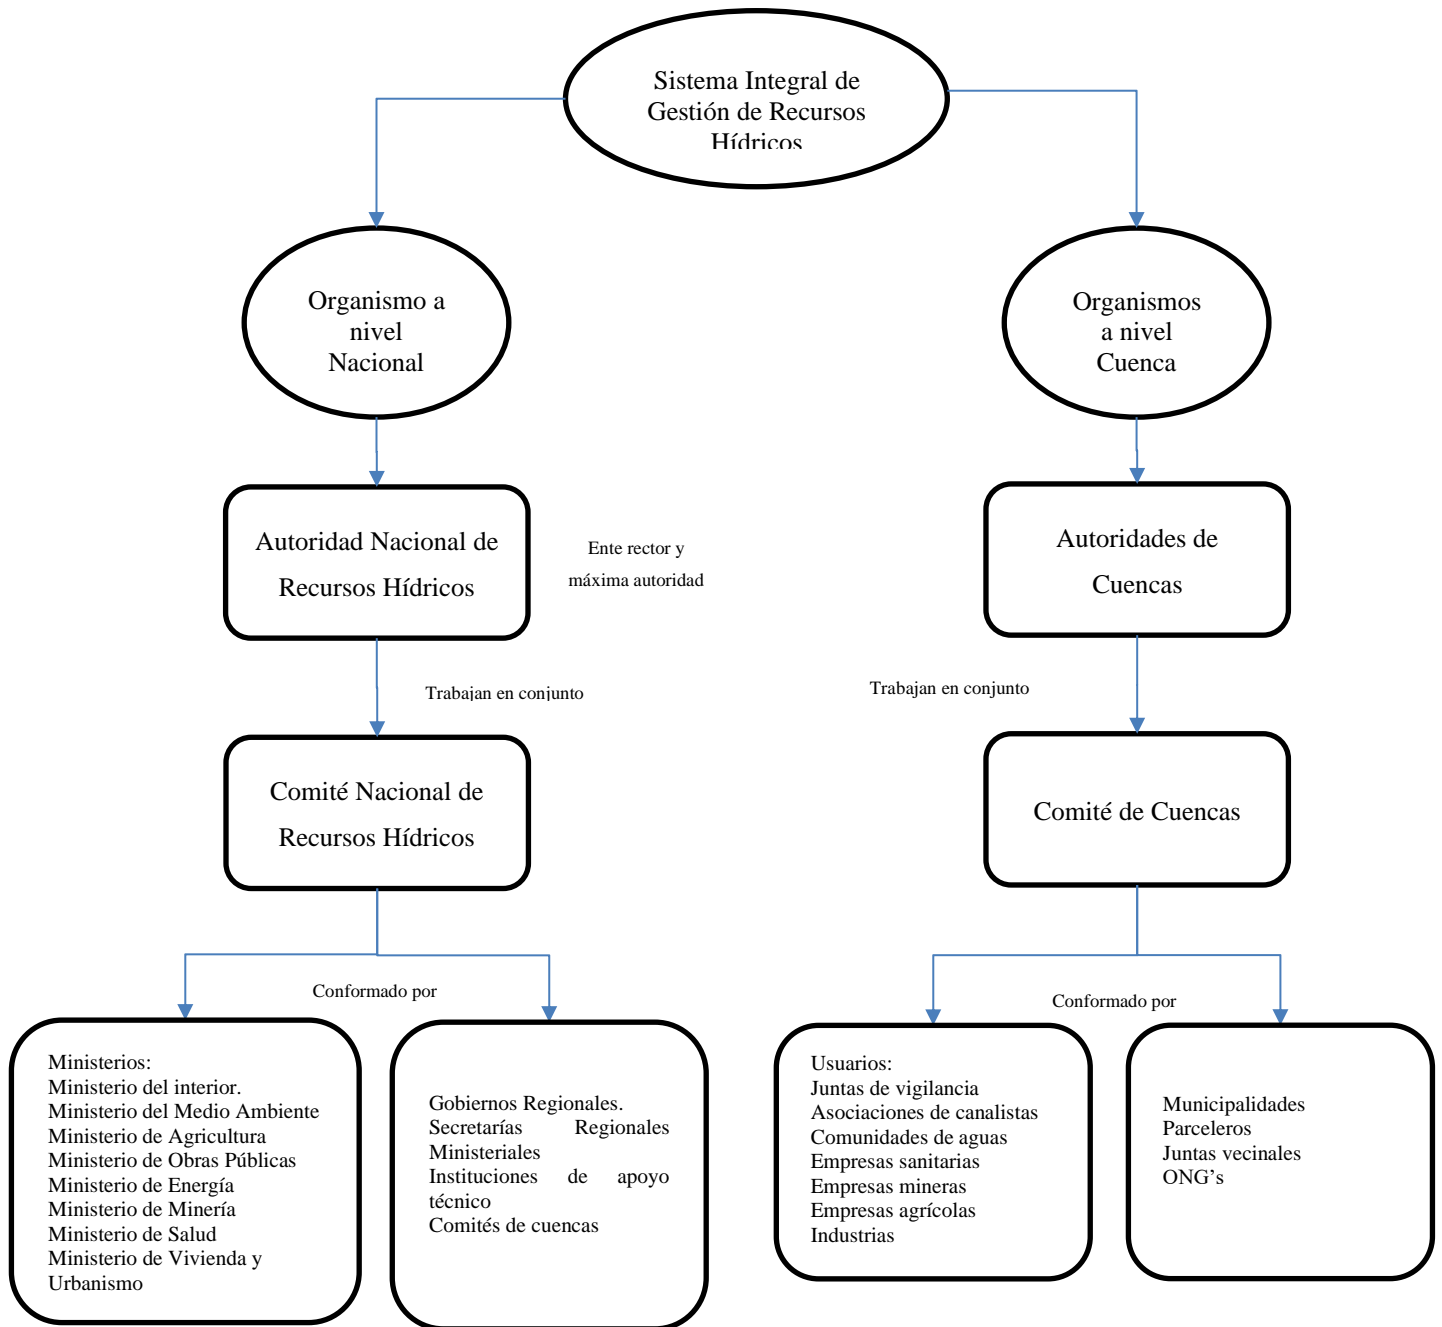 Sistema Integral de
Gestión de Recursos
Hídricos
Organismo a
nivel
Nacional
Organismos
a nivel
Cuenca
Autoridad Nacional de
Recursos Hídricos
Ente rector y
máxima autoridad
Autoridades de
Cuencas
Trabajan en conjunto
Trabajan en conjunto
Comité Nacional de
Recursos Hídricos
Comité de Cuencas
Conformado por
Conformado por
Ministerios:
Ministerio del interior.
Ministerio del Medio Ambiente
Ministerio de Agricultura
Ministerio de Obras Públicas
Ministerio de Energía
Ministerio de Minería
Ministerio de Salud
Ministerio de Vivienda y
Urbanismo
Gobiernos Regionales.
Secretarías Regionales
Ministeriales
Instituciones de apoyo
técnico
Comités de cuencas
Usuarios:
Juntas de vigilancia
Asociaciones de canalistas
Comunidades de aguas
Empresas sanitarias
Empresas mineras
Empresas agrícolas
Industrias
Municipalidades
Parceleros
Juntas vecinales
ONG’s